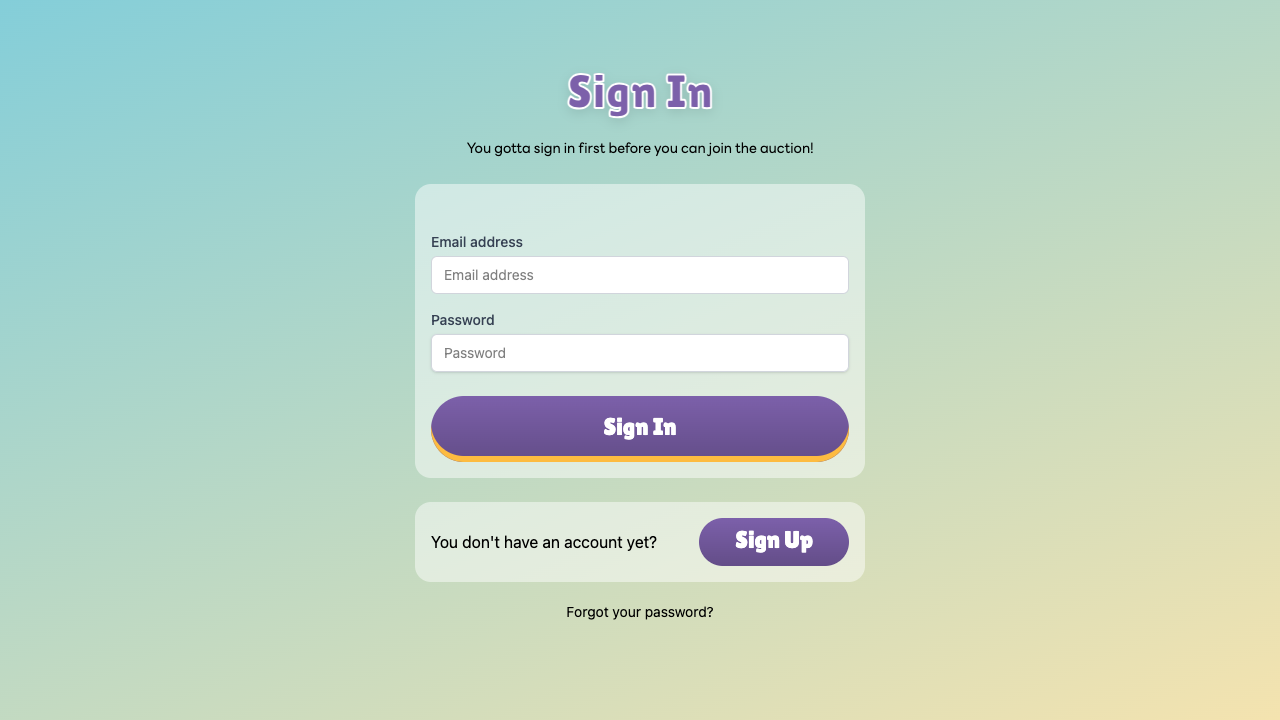 Sign In
You gotta sign in first before you can join the auction!
Email address
Email address
Password
Password
Sign In
You don't have an account yet?
Sign Up
Forgot your password?